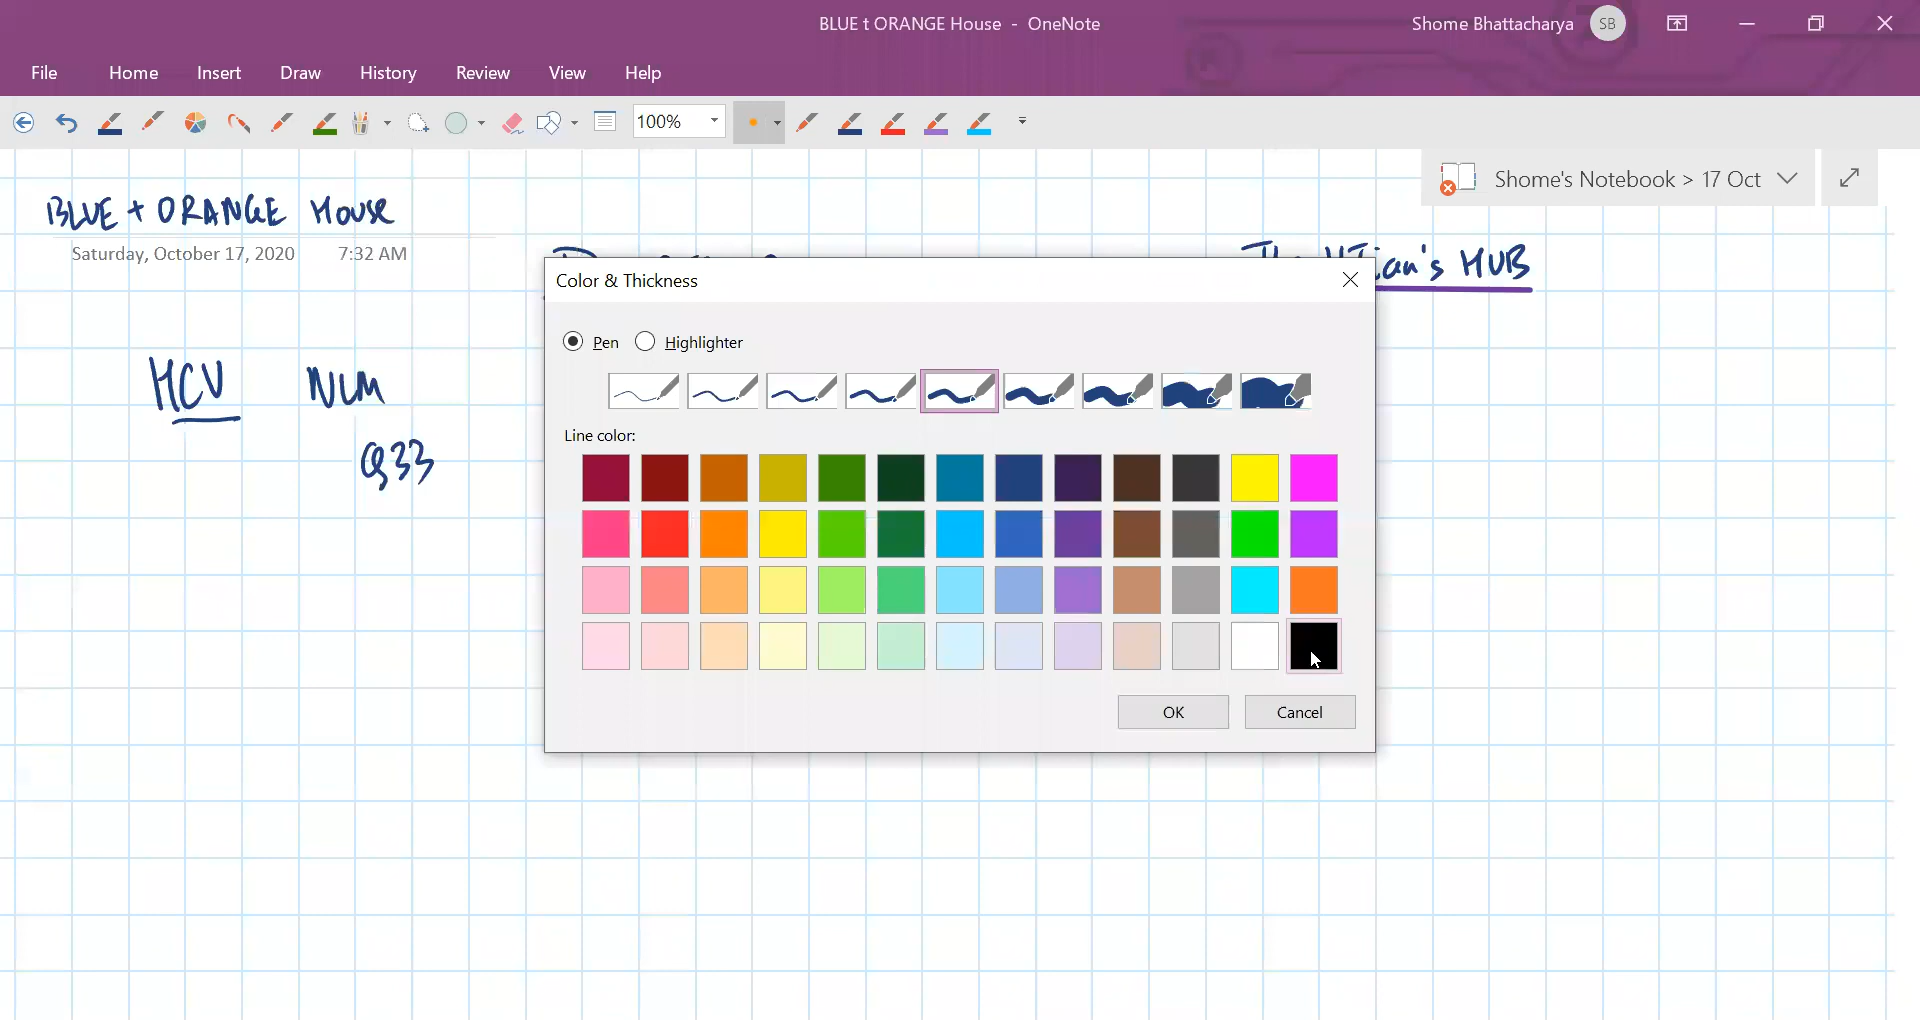 BLUE t ORANGE House - OneNote
Shome Bhattacharya SB
File Home Insert Draw History Review View Help
100%
Shome's Notebook > 17 Oct
BLUE + ORANGE House
Saturday, October 17, 2020 7:32 AM
The IITian's HUB
Color & Thickness
Pen Highlighter
HCV NLM
Line color:
Q33
OK Cancel